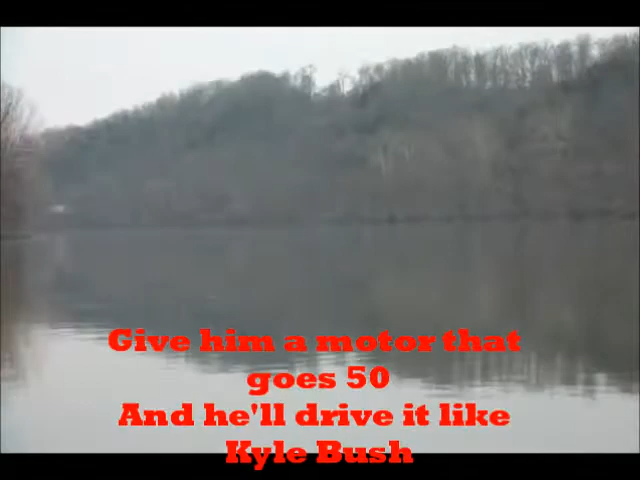 Give him a motor that
goes 50
And he'll drive it like
Kyle Bush